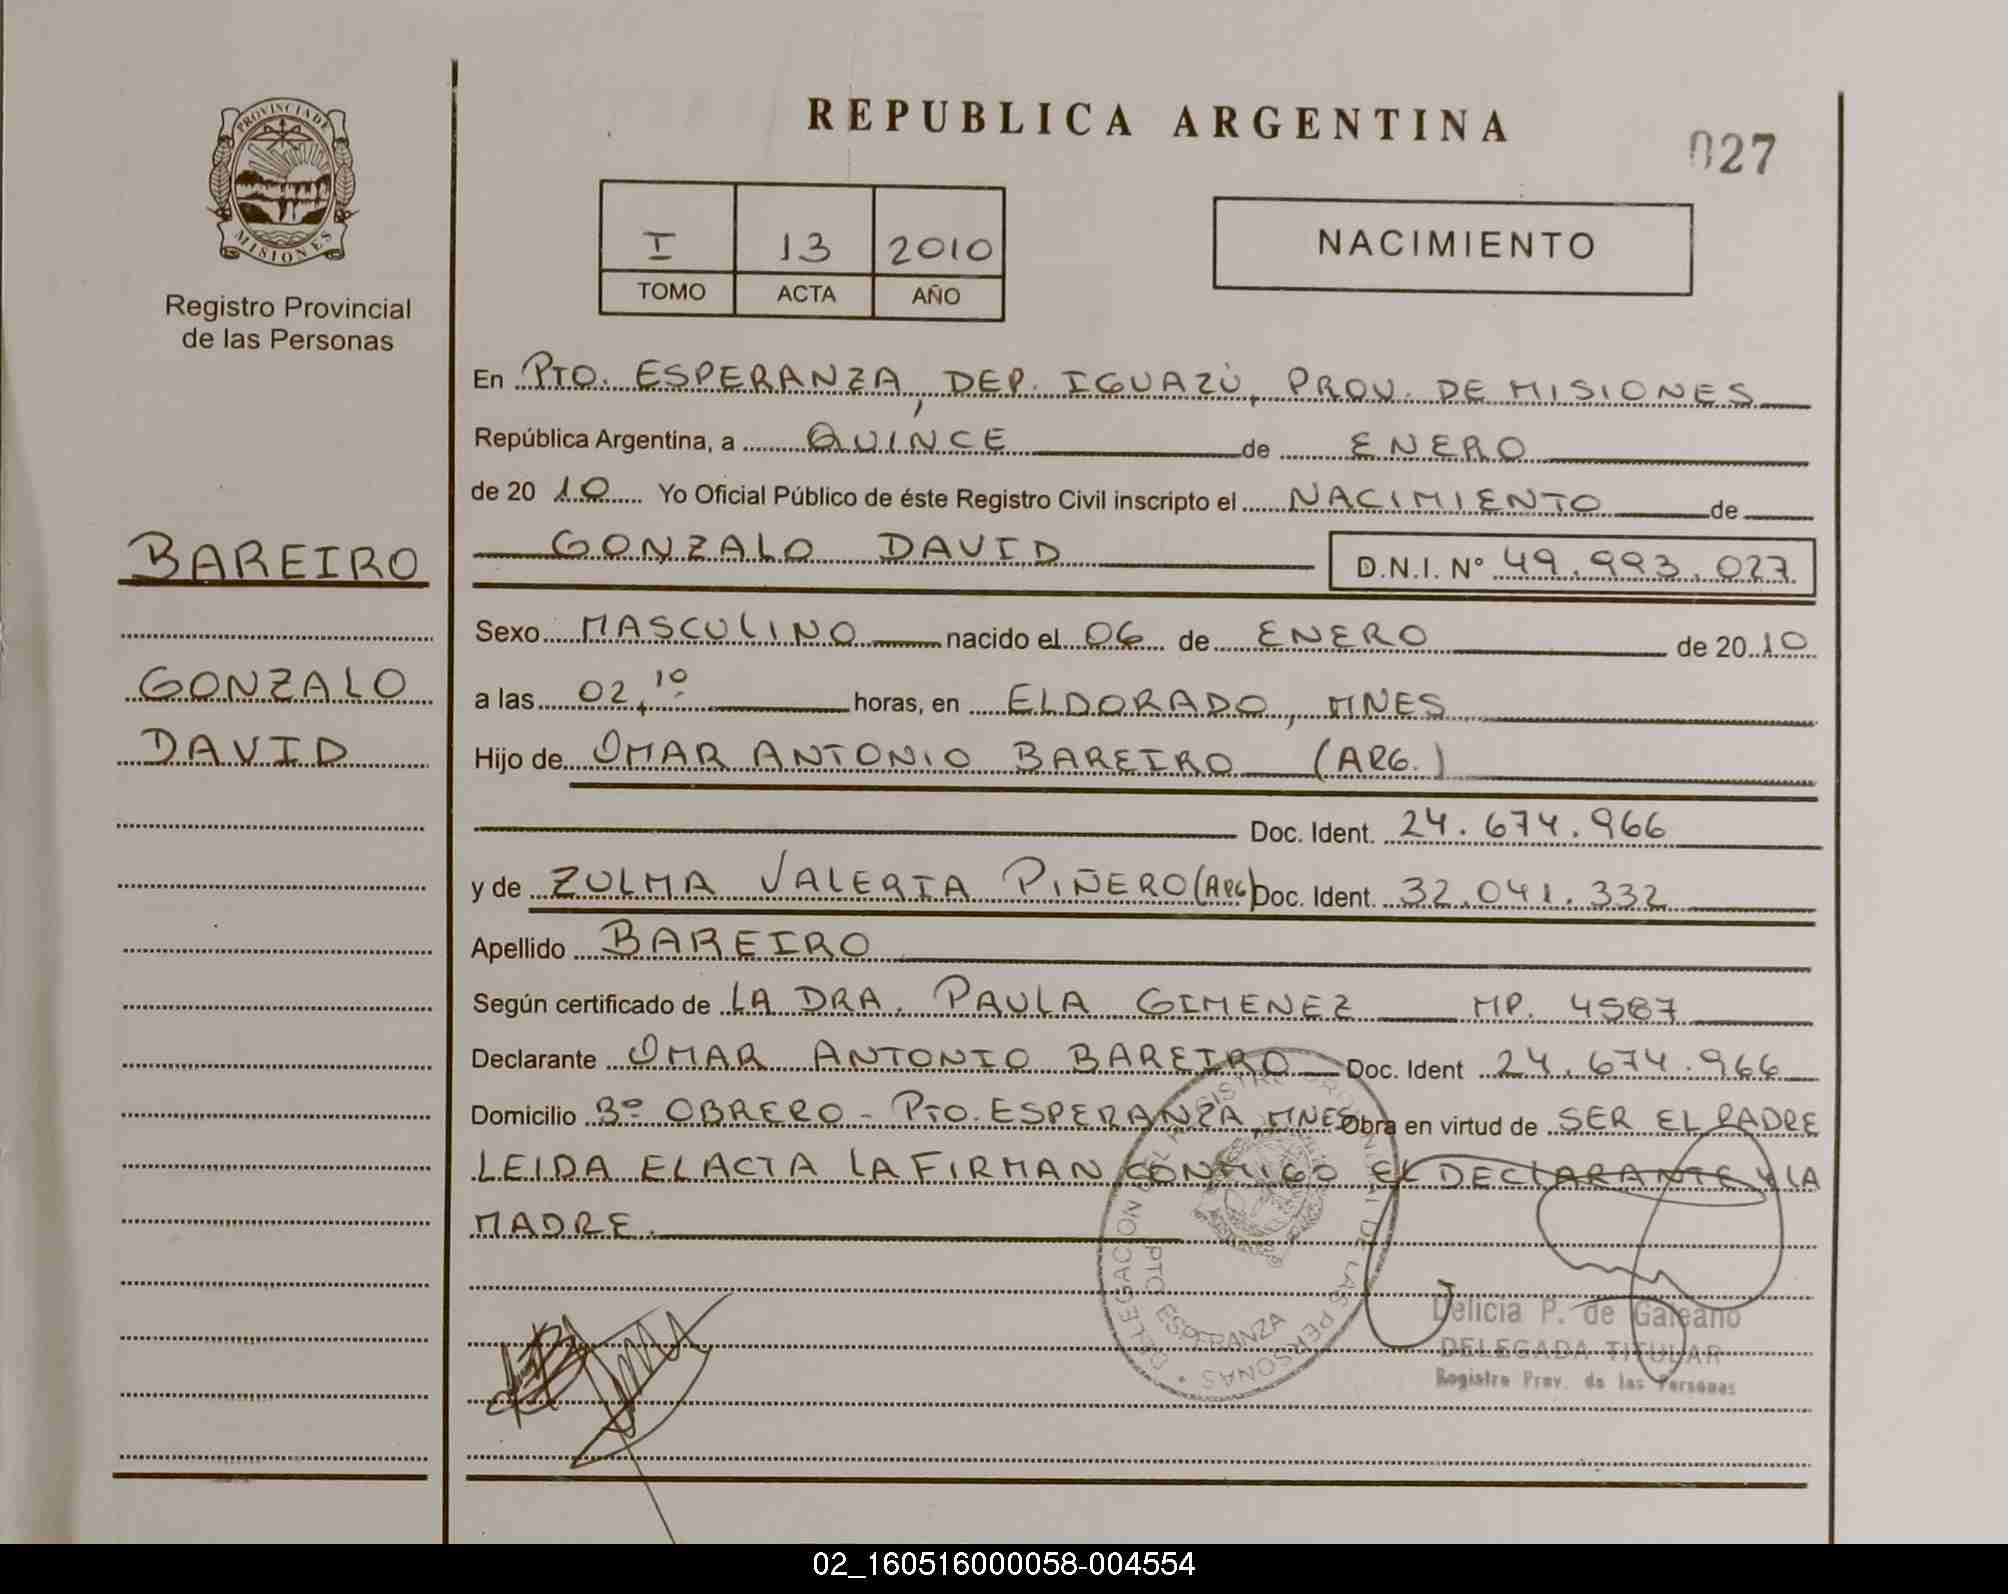 REPUBLICA ARGENTINA
027
PROVINCIA DE
MISIONES
Registro Provincial
de las Personas
I 13 2010
TOMO ACTA AÑO
NACIMIENTO
En PTO. ESPERANZA, DEP. IGUAZÚ, PROV. DE MISIONES
República Argentina, a QUINCE de ENERO
de 20 10 Yo Oficial Público de éste Registro Civil inscripto el NACIMIENTO de
GONZALO DAVID D.N.I. N° 49.993.027
BAREIRO
GONZALO
DAVID
Sexo MASCULINO nacido el 06 de ENERO de 20 10
a las 02,10 horas, en ELDORADO, MNES
Hijo de OMAR ANTONIO BAREIRO (ARG.)
Doc. Ident. 24.674.966
y de ZULMA VALERIA PIÑERO (ARG) Doc. Ident. 32.041.332
Apellido BAREIRO
Según certificado de LA DRA. PAULA GIMENEZ MP. 4587
Declarante OMAR ANTONIO BAREIRO Doc. Ident 24.674.966
Domicilio Bº OBRERO - PTO. ESPERANZA, MNES Obra en virtud de SER EL PADRE
LEIDA EL ACTA LA FIRMAN CONMIGO EL DECLARANTE Y LA
MADRE.
DELEGACION DEL REGISTRO PROVINCIAL DE LAS PERSONAS
PTO. ESPERANZA
Delicia P. de Galeano
DELEGADA TITULAR
Registro Prov. de las Personas
02_160516000058-004554